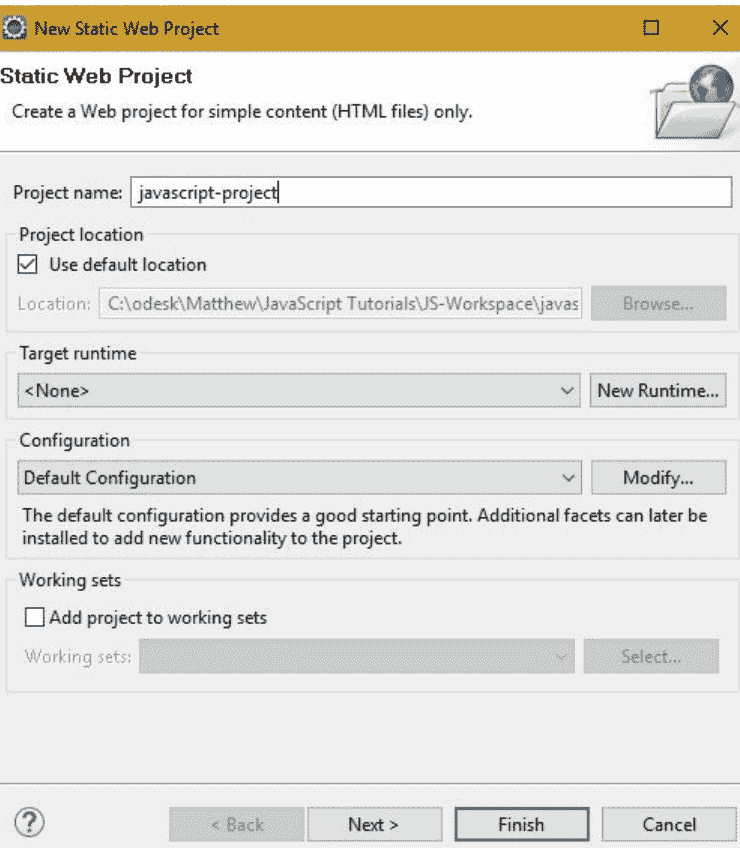 New Static Web Project
Static Web Project
Create a Web project for simple content (HTML files) only.
Project name: javascript-project
Project location
Use default location
Location: C:\odesk\Matthew\JavaScript Tutorials\JS-Workspace\javas Browse...
Target runtime
<None> New Runtime...
Configuration
Default Configuration Modify...
The default configuration provides a good starting point. Additional facets can later be
installed to add new functionality to the project.
Working sets
Add project to working sets
Working sets: Select...
? < Back Next > Finish Cancel